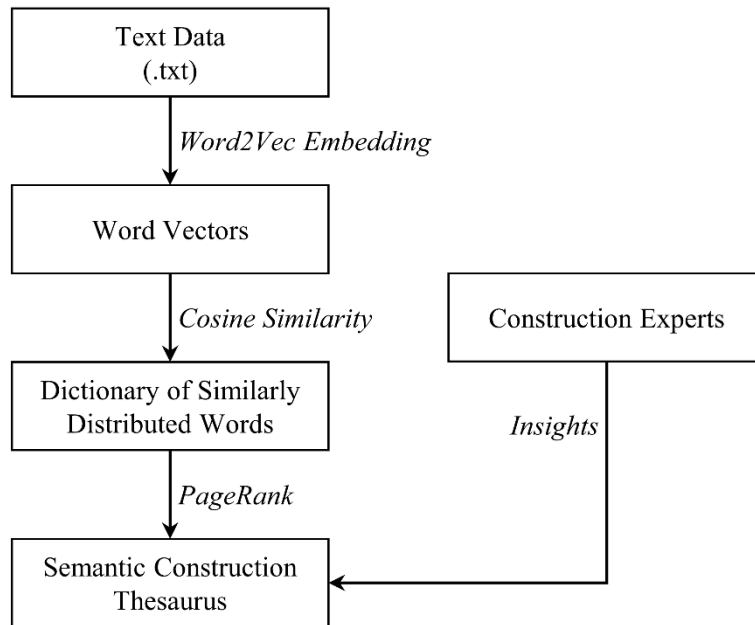 Text Data
(.txt)
Word2Vec Embedding
Word Vectors
Cosine Similarity
Construction Experts
Dictionary of Similarly
Distributed Words
Insights
PageRank
Semantic Construction
Thesaurus